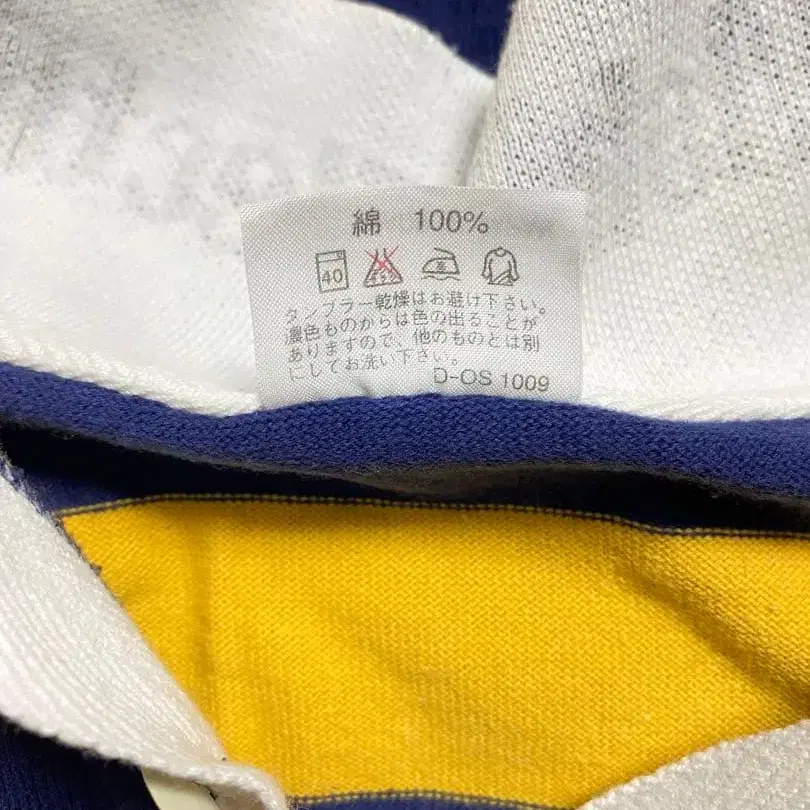 綿 100%
40
タンブラー乾燥はお避け下さい。
濃色ものからは色の出ることが
ありますので、他のものとは別
にしてお洗い下さい。
D-OS 1009